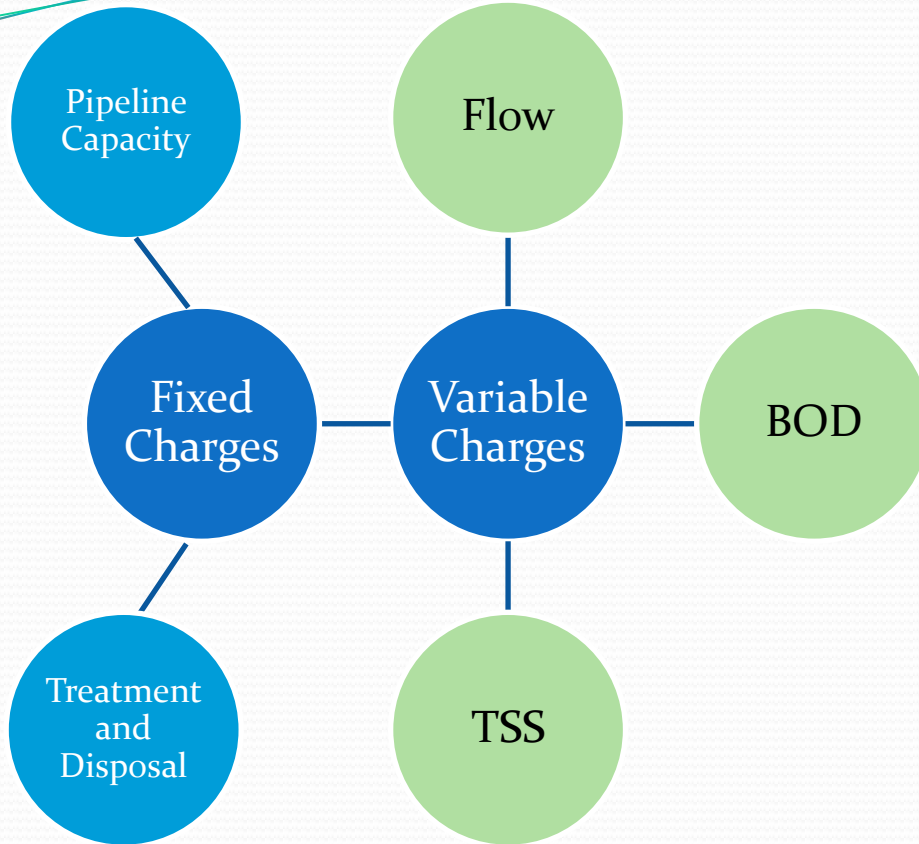 Pipeline
Capacity
Flow
Fixed
Charges
Variable
Charges
BOD
Treatment
and
Disposal
TSS